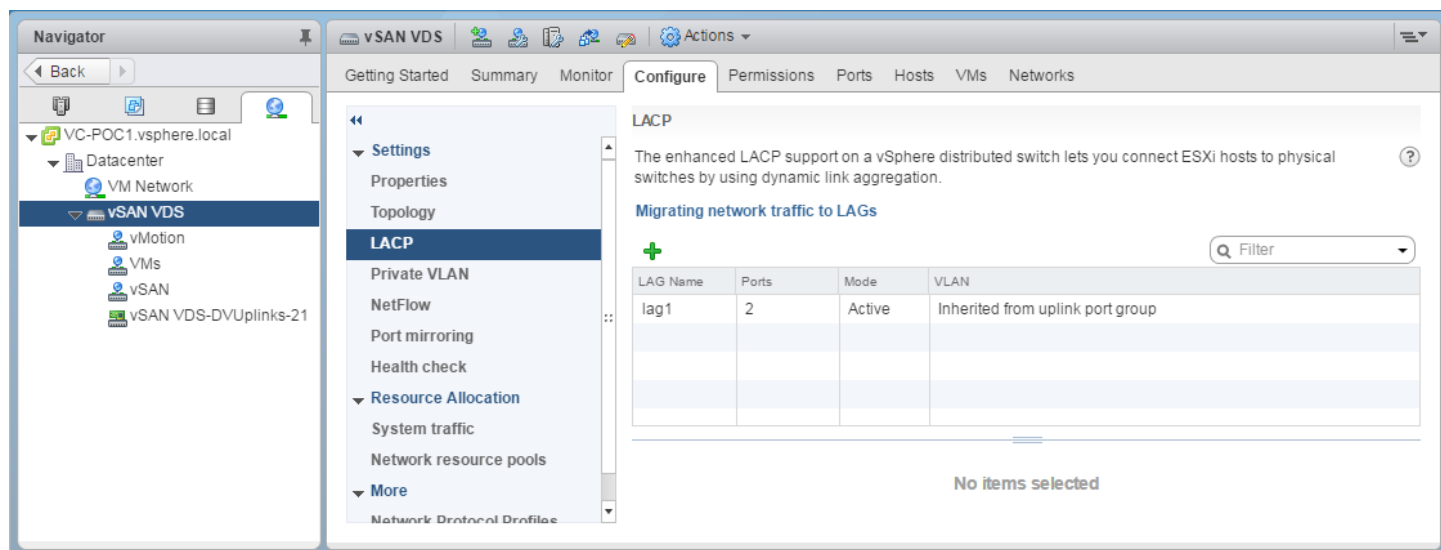 Navigator
Back
VC-POC1.vsphere.local
Datacenter
VM Network
vSAN VDS
vMotion
VMs
vSAN
vSAN VDS-DVUplinks-21
vSAN VDS
Actions
Getting Started Summary Monitor Configure Permissions Ports Hosts VMs Networks
Settings
Properties
Topology
LACP
Private VLAN
NetFlow
Port mirroring
Health check
Resource Allocation
System traffic
Network resource pools
More
Network Protocol Profiles
LACP
The enhanced LACP support on a vSphere distributed switch lets you connect ESXi hosts to physical
switches by using dynamic link aggregation.
?
Migrating network traffic to LAGs
Filter
LAG Name Ports Mode VLAN
lag1 2 Active Inherited from uplink port group
No items selected